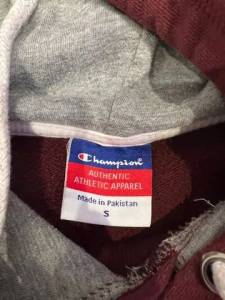 Champion
AUTHENTIC
ATHLETIC APPAREL
Made in Pakistan
S